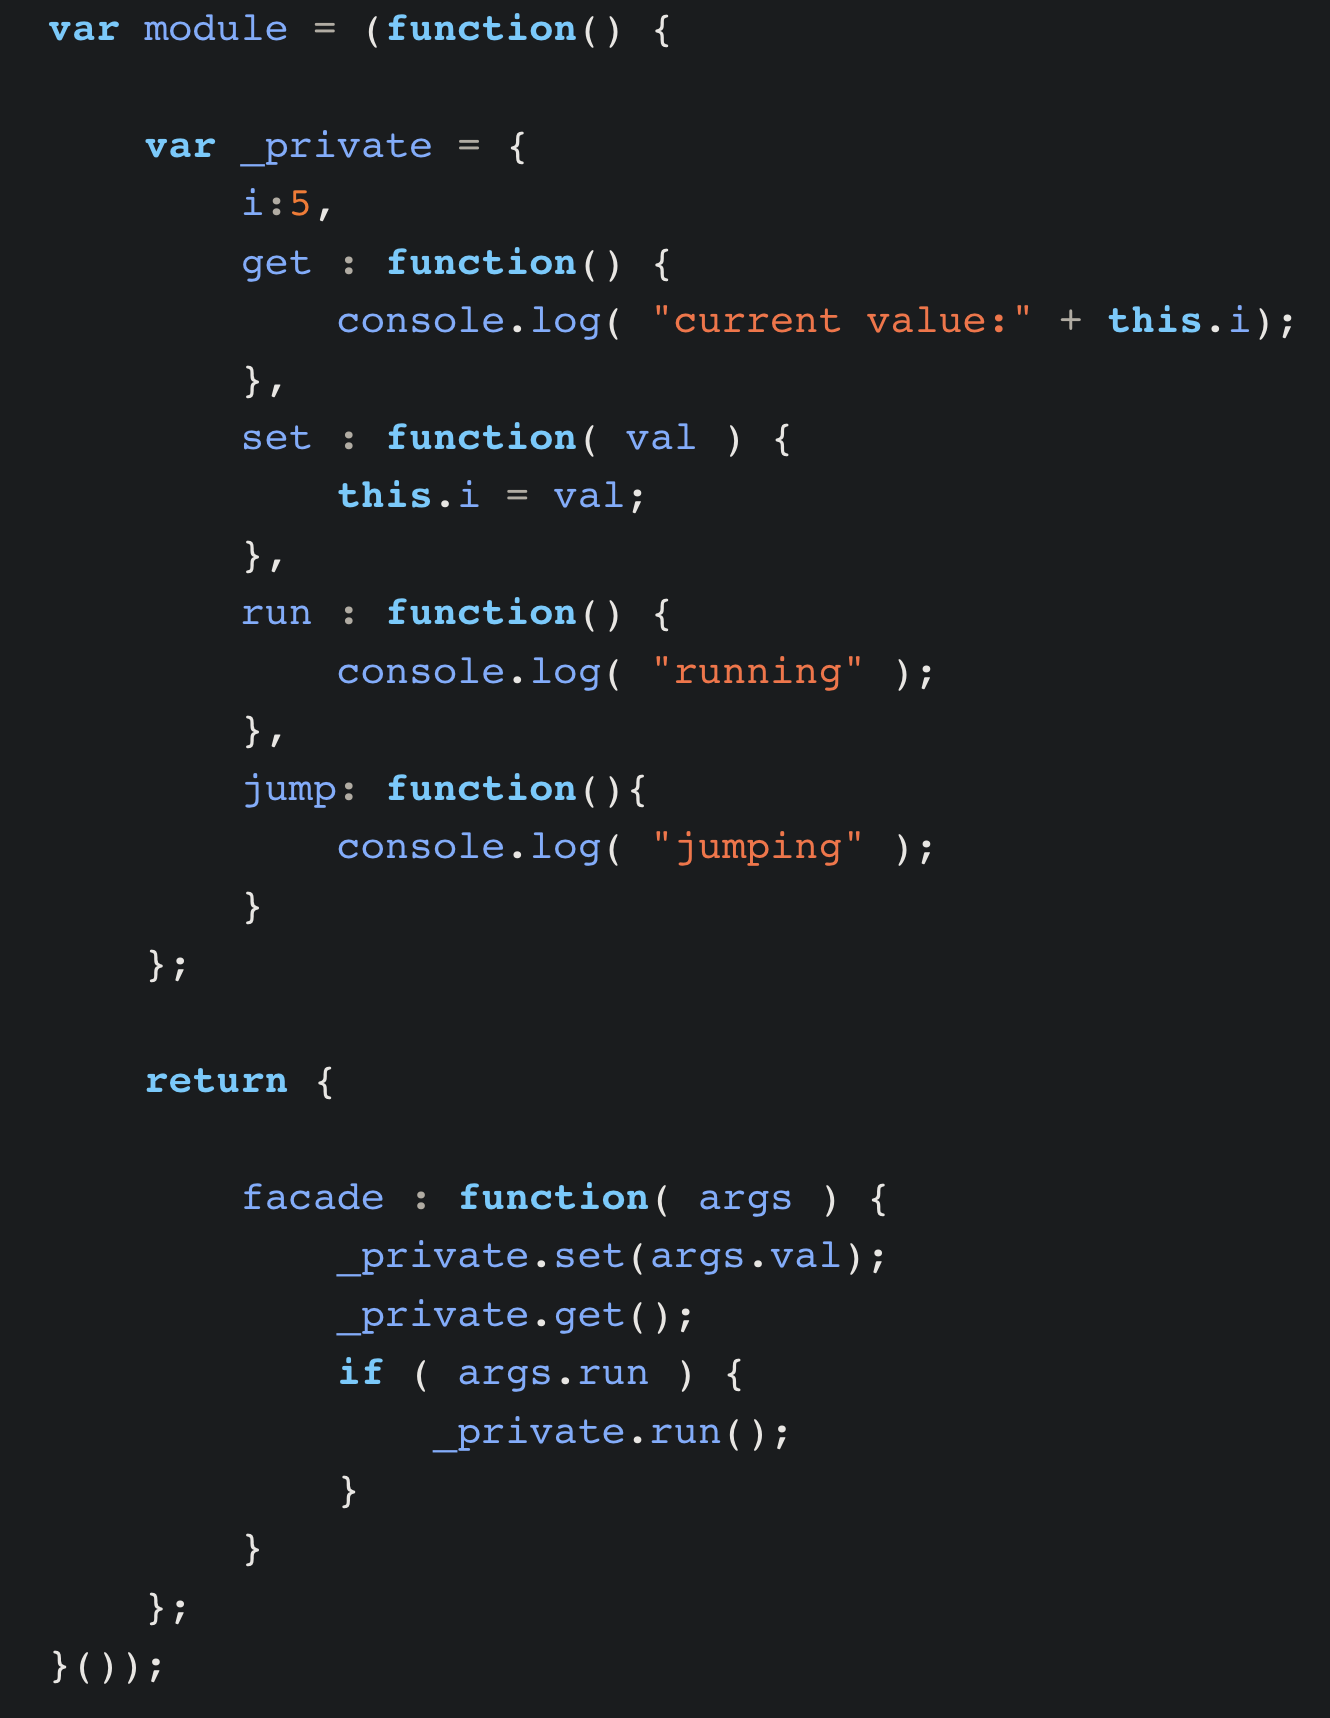 var module = (function() {

    var _private = {
        i:5,
        get : function() {
            console.log( "current value:" + this.i);
        },
        set : function( val ) {
            this.i = val;
        },
        run : function() {
            console.log( "running" );
        },
        jump: function(){
            console.log( "jumping" );
        }
    };

    return {

        facade : function( args ) {
            _private.set(args.val);
            _private.get();
            if ( args.run ) {
                _private.run();
            }
        }
    };
}());